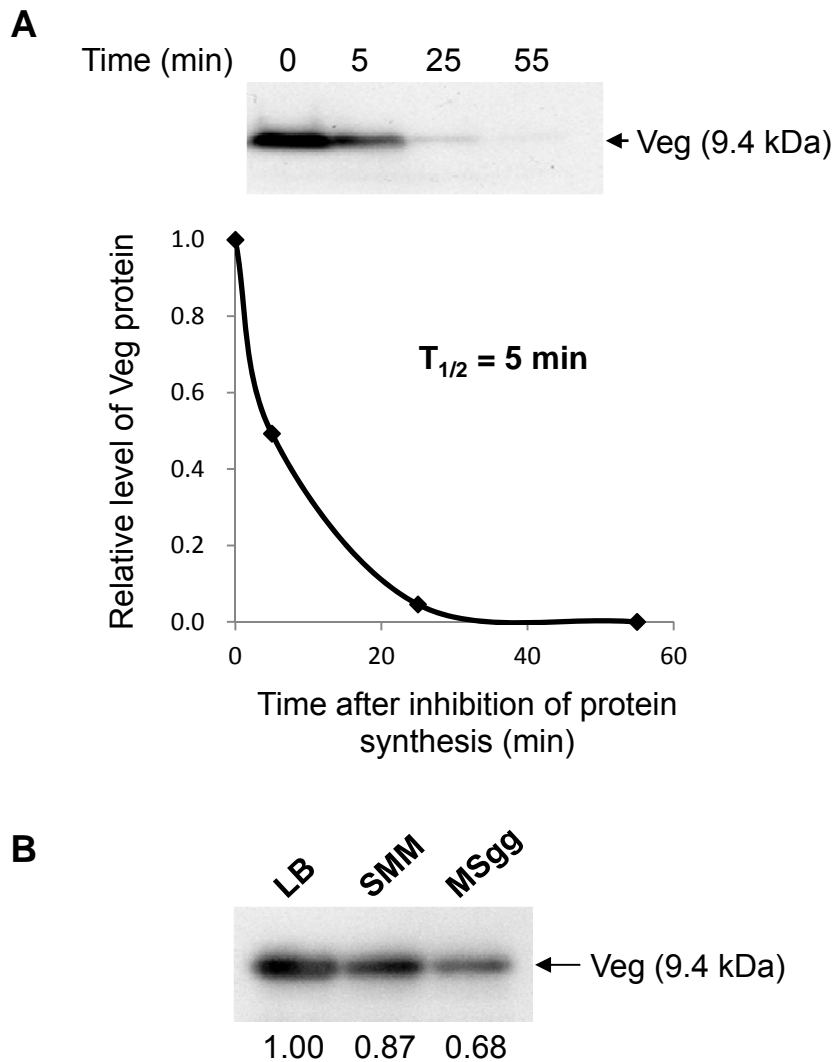 A
Time (min) 0 5 25 55
Veg (9.4 kDa)
Relative level of Veg protein
1.0
0.8
0.6
0.4
0.2
0.0
T1/2 = 5 min
0 20 40 60
Time after inhibition of protein
synthesis (min)
B
LB SMM MSgg
Veg (9.4 kDa)
1.00 0.87 0.68